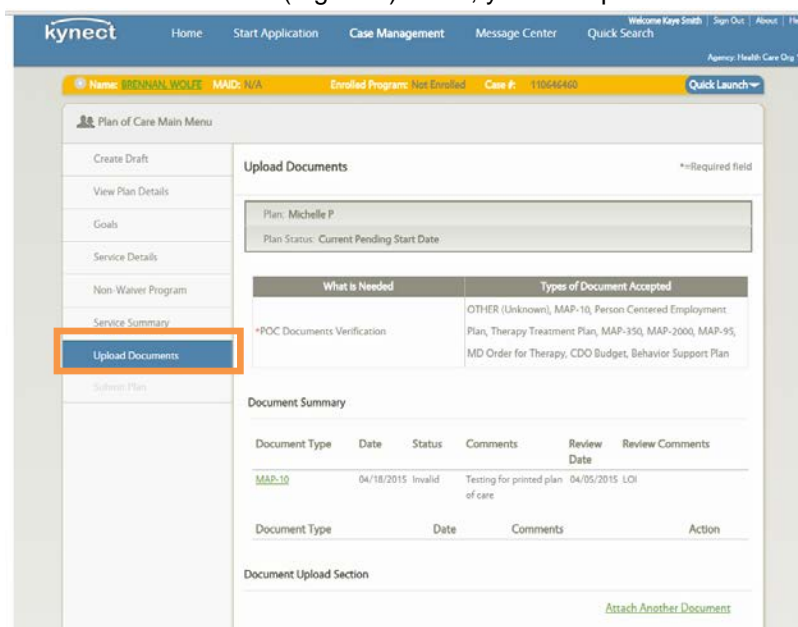 kynect Home Start Application Case Management Message Center Quick Search
Welcome Kaye Smith | Sign Out | About |
Agency: Health Care Org
Name: BRENNAN, WOLFE MAID: N/A Enrolled Program: Not Enrolled Case #: 110646460 Quick Launch
Plan of Care Main Menu
Create Draft
View Plan Details
Goals
Service Details
Non-Waiver Program
Service Summary
Upload Documents
Submit Plan
Upload Documents *=Required field
Plan: Michelle P.
Plan Status: Current Pending Start Date
What is Needed Types of Document Accepted
*POC Documents Verification
OTHER (Unknown), MAP-10, Person Centered Employment
Plan, Therapy Treatment Plan, MAP-350, MAP-2000, MAP-95,
MD Order for Therapy, CDO Budget, Behavior Support Plan
Document Summary
Document Type Date Status Comments Review Date Review Comments
MAP-10 04/18/2015 Invalid Testing for printed plan of care 04/05/2015 LOI
Document Type Date Comments Action
Document Upload Section
Attach Another Document